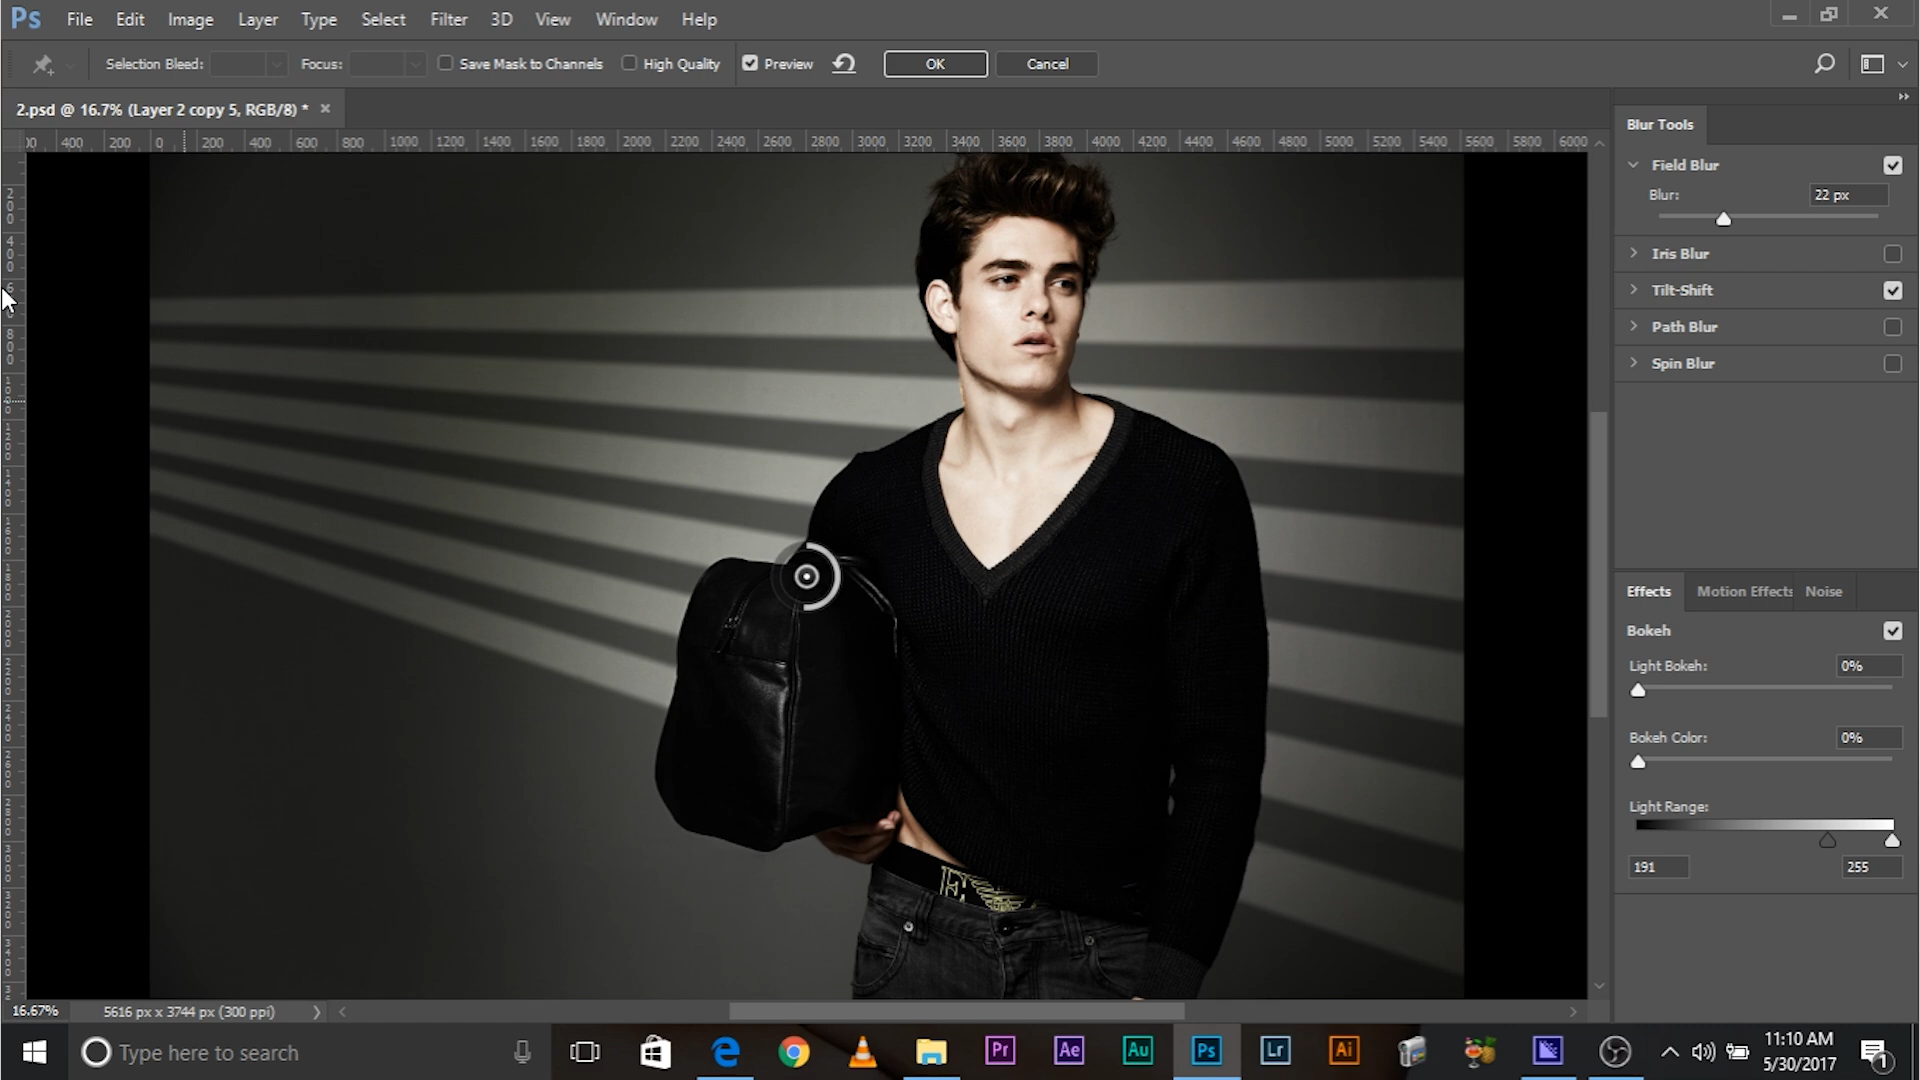 Ps File Edit Image Layer Type Select Filter 3D View Window Help
Selection Bleed: Focus: Save Mask to Channels High Quality Preview OK Cancel
2.psd @ 16.7% (Layer 2 copy 5, RGB/8) * ×
400 200 0 200 400 600 800 1000 1200 1400 1600 1800 2000 2200 2400 2600 2800 3000 3200 3400 3600 3800 4000 4200 4400 4600 4800 5000 5200 5400 5600 5800 6000
Blur Tools
Field Blur
Blur: 22 px
Iris Blur
Tilt-Shift
Path Blur
Spin Blur
Effects Motion Effects Noise
Bokeh
Light Bokeh: 0%
Bokeh Color: 0%
Light Range:
191 255
16.67% 5616 px x 3744 px (300 ppi)
Type here to search
Pr Ae Au Ps Lr Ai
11:10 AM
5/30/2017
1